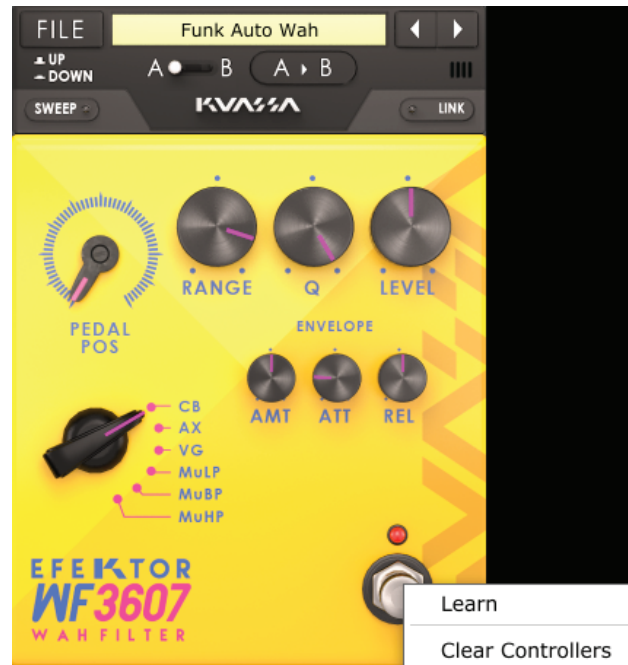 FILE
Funk Auto Wah
UP
DOWN
A B
A B
SWEEP
KVASSA
LINK
RANGE
Q
LEVEL
PEDAL
POS
ENVELOPE
AMT
ATT
REL
CB
AX
VG
MuLP
MuBP
MuHP
EFEKTOR
WF3607
WAH FILTER
Learn
Clear Controllers